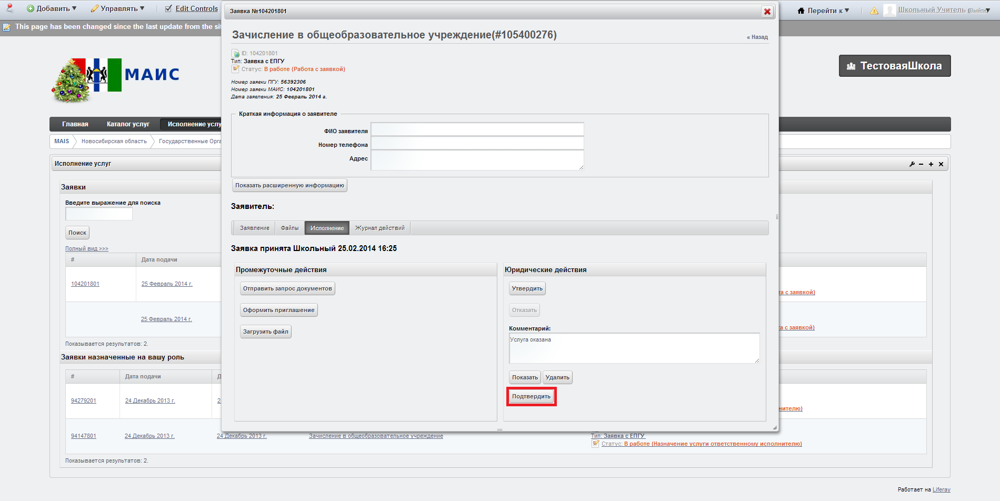 Добавить
Управлять
Edit Controls
Перейти к
Школьный Учитель (Выйти)
This page has been changed since the last update from the
МАИС
ТестоваяШкола
Главная
Каталог услуг
Исполнение услу
MAIS
Новосибирская область
Государственные Орга
Исполнение услуг
Заявки
Введите выражение для поиска
Поиск
Полный вид >>>
#
Дата подачи
104201801
25 Февраль 2014 г.
та с заявкой)
25 Февраль 2014 г.
а с заявкой)
Показывается результатов: 2.
Заявки назначенные на вашу роль
#
Дата подачи
94279201
24 Декабрь 2013 г.
нителю)
94147801
24 Декабрь 2013 г.
24 Декабрь 2013 г.
Зачисление в общеобразовательное учреждение
Тип: Заявка с ЕПГУ
Статус: В работе (Назначение услуги ответственному исполнителю)
Показывается результатов: 2.
Работает на Liferay
Заявка №104201801
Зачисление в общеобразовательное учреждение(#105400276)
« Назад
ID: 104201801
Тип: Заявка с ЕПГУ
Статус: В работе (Работа с заявкой)
Номер заявки ПГУ: 56392306
Номер заявки МАИС: 104201801
Дата заявления: 25 Февраль 2014 г.
Краткая информация о заявителе
ФИО заявителя
Номер телефона
Адрес
Показать расширенную информацию
Заявитель:
Заявление
Файлы
Исполнение
Журнал действий
Заявка принята Школьный 25.02.2014 16:25
Промежуточные действия
Отправить запрос документов
Оформить приглашение
Загрузить файл
Юридические действия
Утвердить
Отказать
Комментарий:
Услуга оказана
Показать
Удалить
Подтвердить